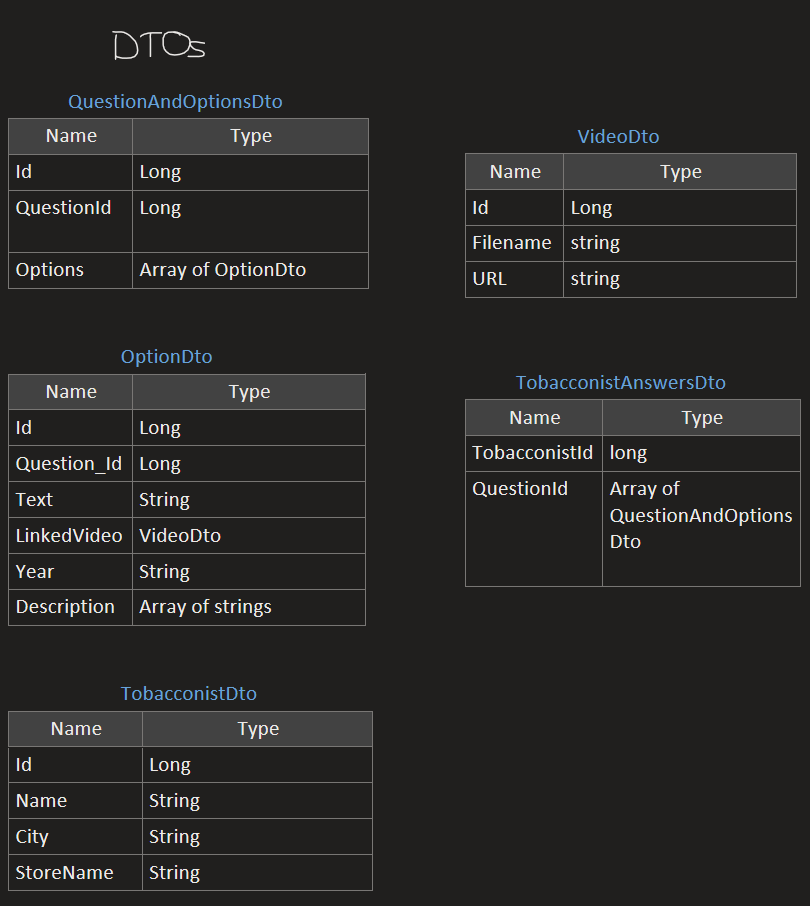 DTOs
QuestionAndOptionsDto
Name Type
Id Long
QuestionId Long
Options Array of OptionDto
VideoDto
Name Type
Id Long
Filename string
URL string
OptionDto
Name Type
Id Long
Question_Id Long
Text String
LinkedVideo VideoDto
Year String
Description Array of strings
TobacconistAnswersDto
Name Type
TobacconistId long
QuestionId Array of
QuestionAndOptions
Dto
TobacconistDto
Name Type
Id Long
Name String
City String
StoreName String